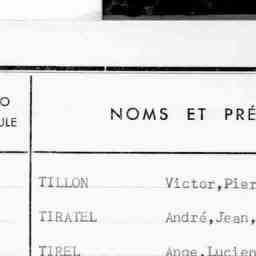 O NOMS ET PRÉ
ULE
TILLON Victor,Pier
TIRATEL André,Jean,
TIREL Ange,Lucien